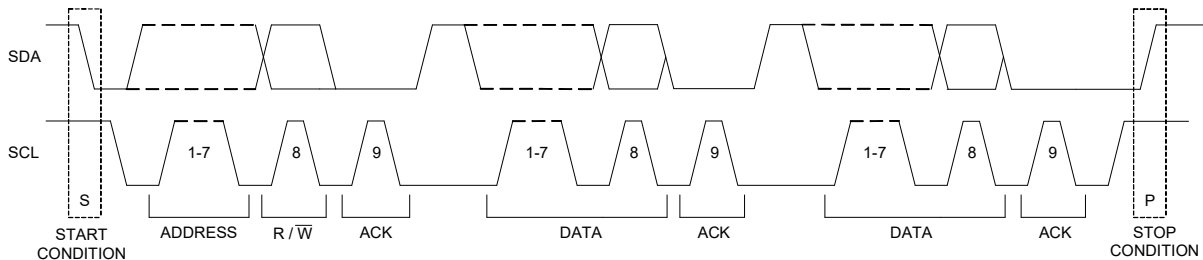 SDA
SCL
1-7
8
9
1-7
8
9
1-7
8
9
S
P
START
CONDITION
ADDRESS
R / W̅
ACK
DATA
ACK
DATA
ACK
STOP
CONDITION